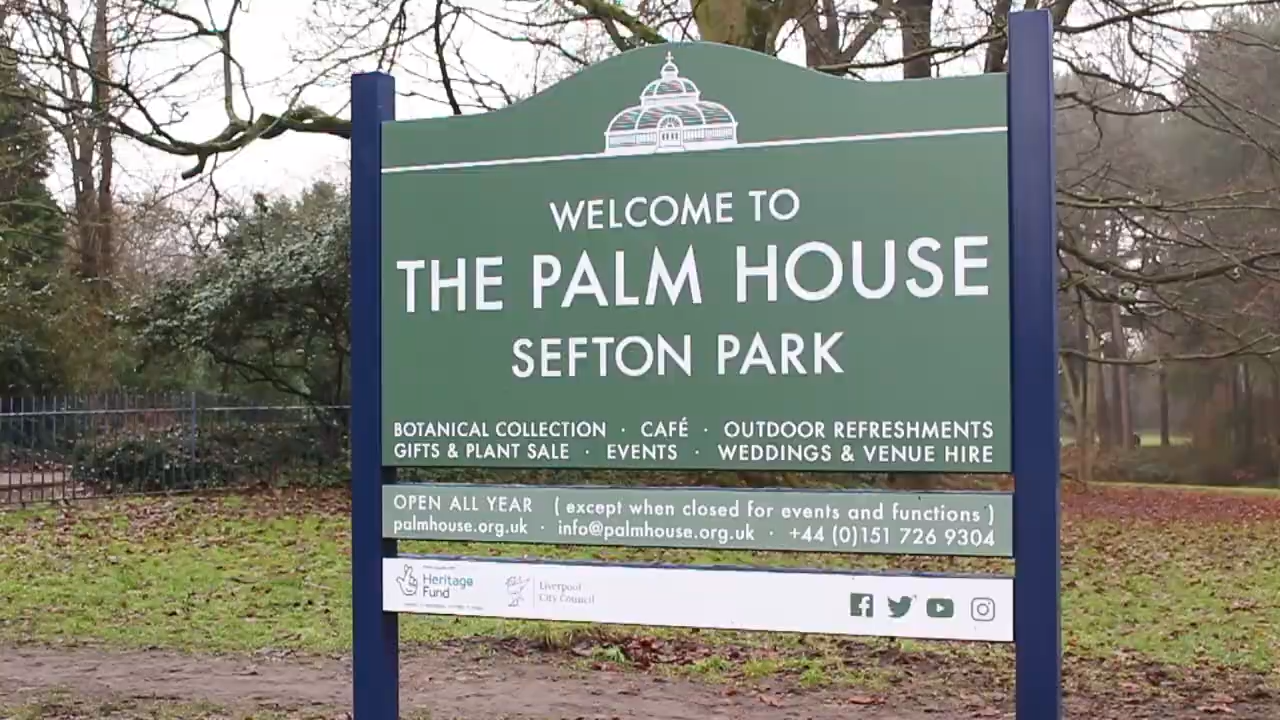 WELCOME TO
THE PALM HOUSE
SEFTON PARK
BOTANICAL COLLECTION · CAFÉ · OUTDOOR REFRESHMENTS
GIFTS & PLANT SALE · EVENTS · WEDDINGS & VENUE HIRE
OPEN ALL YEAR ( except when closed for events and functions )
palmhouse.org.uk · info@palmhouse.org.uk · +44 (0)151 726 9304
Heritage
Fund
Liverpool
City Council